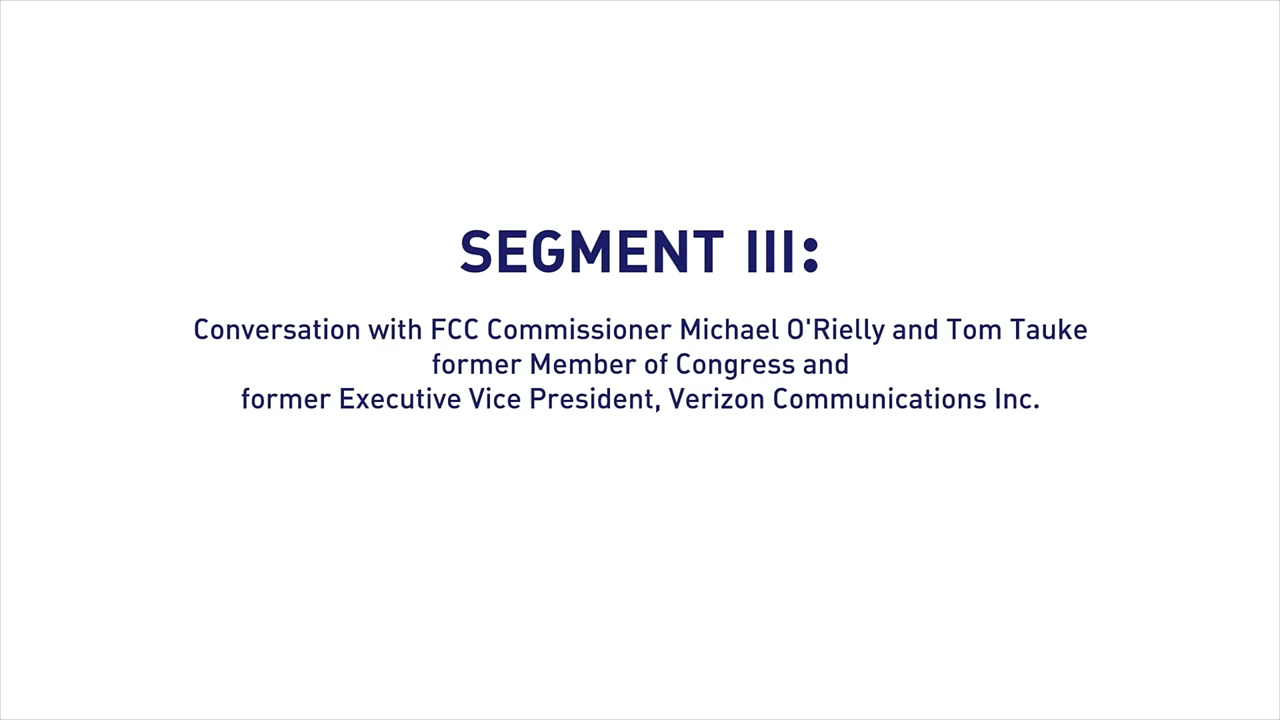 SEGMENT III:
Conversation with FCC Commissioner Michael O'Rielly and Tom Tauke
former Member of Congress and
former Executive Vice President, Verizon Communications Inc.